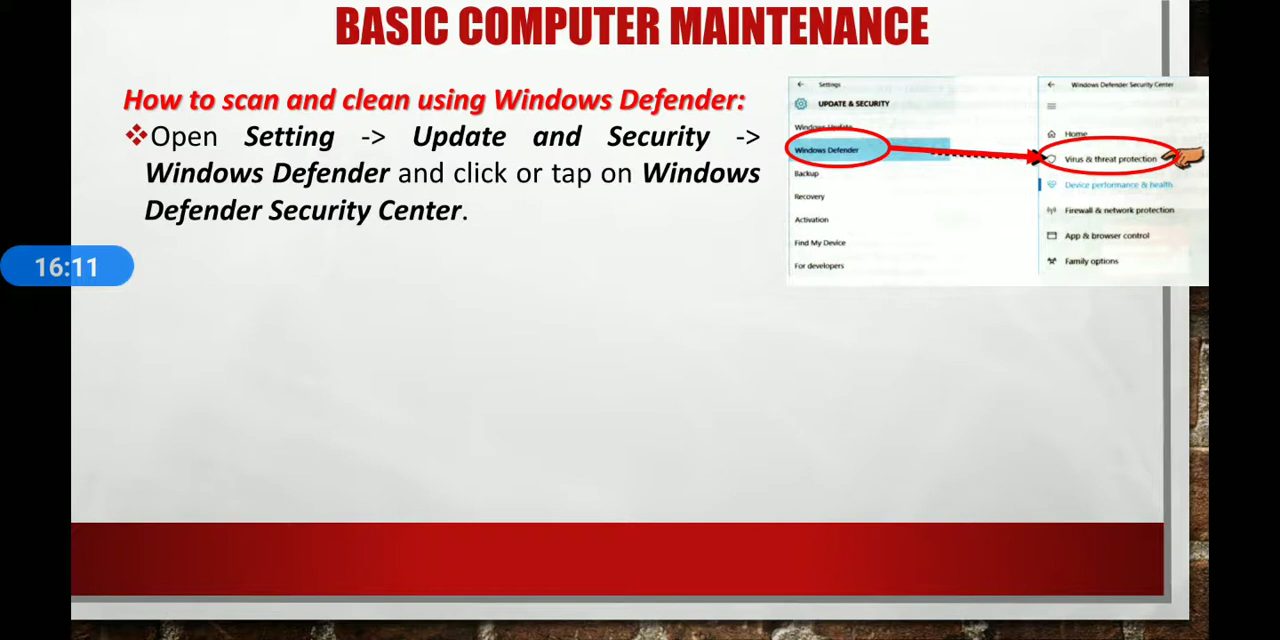 BASIC COMPUTER MAINTENANCE
How to scan and clean using Windows Defender:
❖Open Setting -> Update and Security ->
Windows Defender and click or tap on Windows
Defender Security Center.
16:11
Settings
UPDATE & SECURITY
Windows Update
Windows Defender
Backup
Recovery
Activation
Find My Device
For developers
Windows Defender Security Center
Home
Virus & threat protection
Device performance & health
Firewall & network protection
App & browser control
Family options